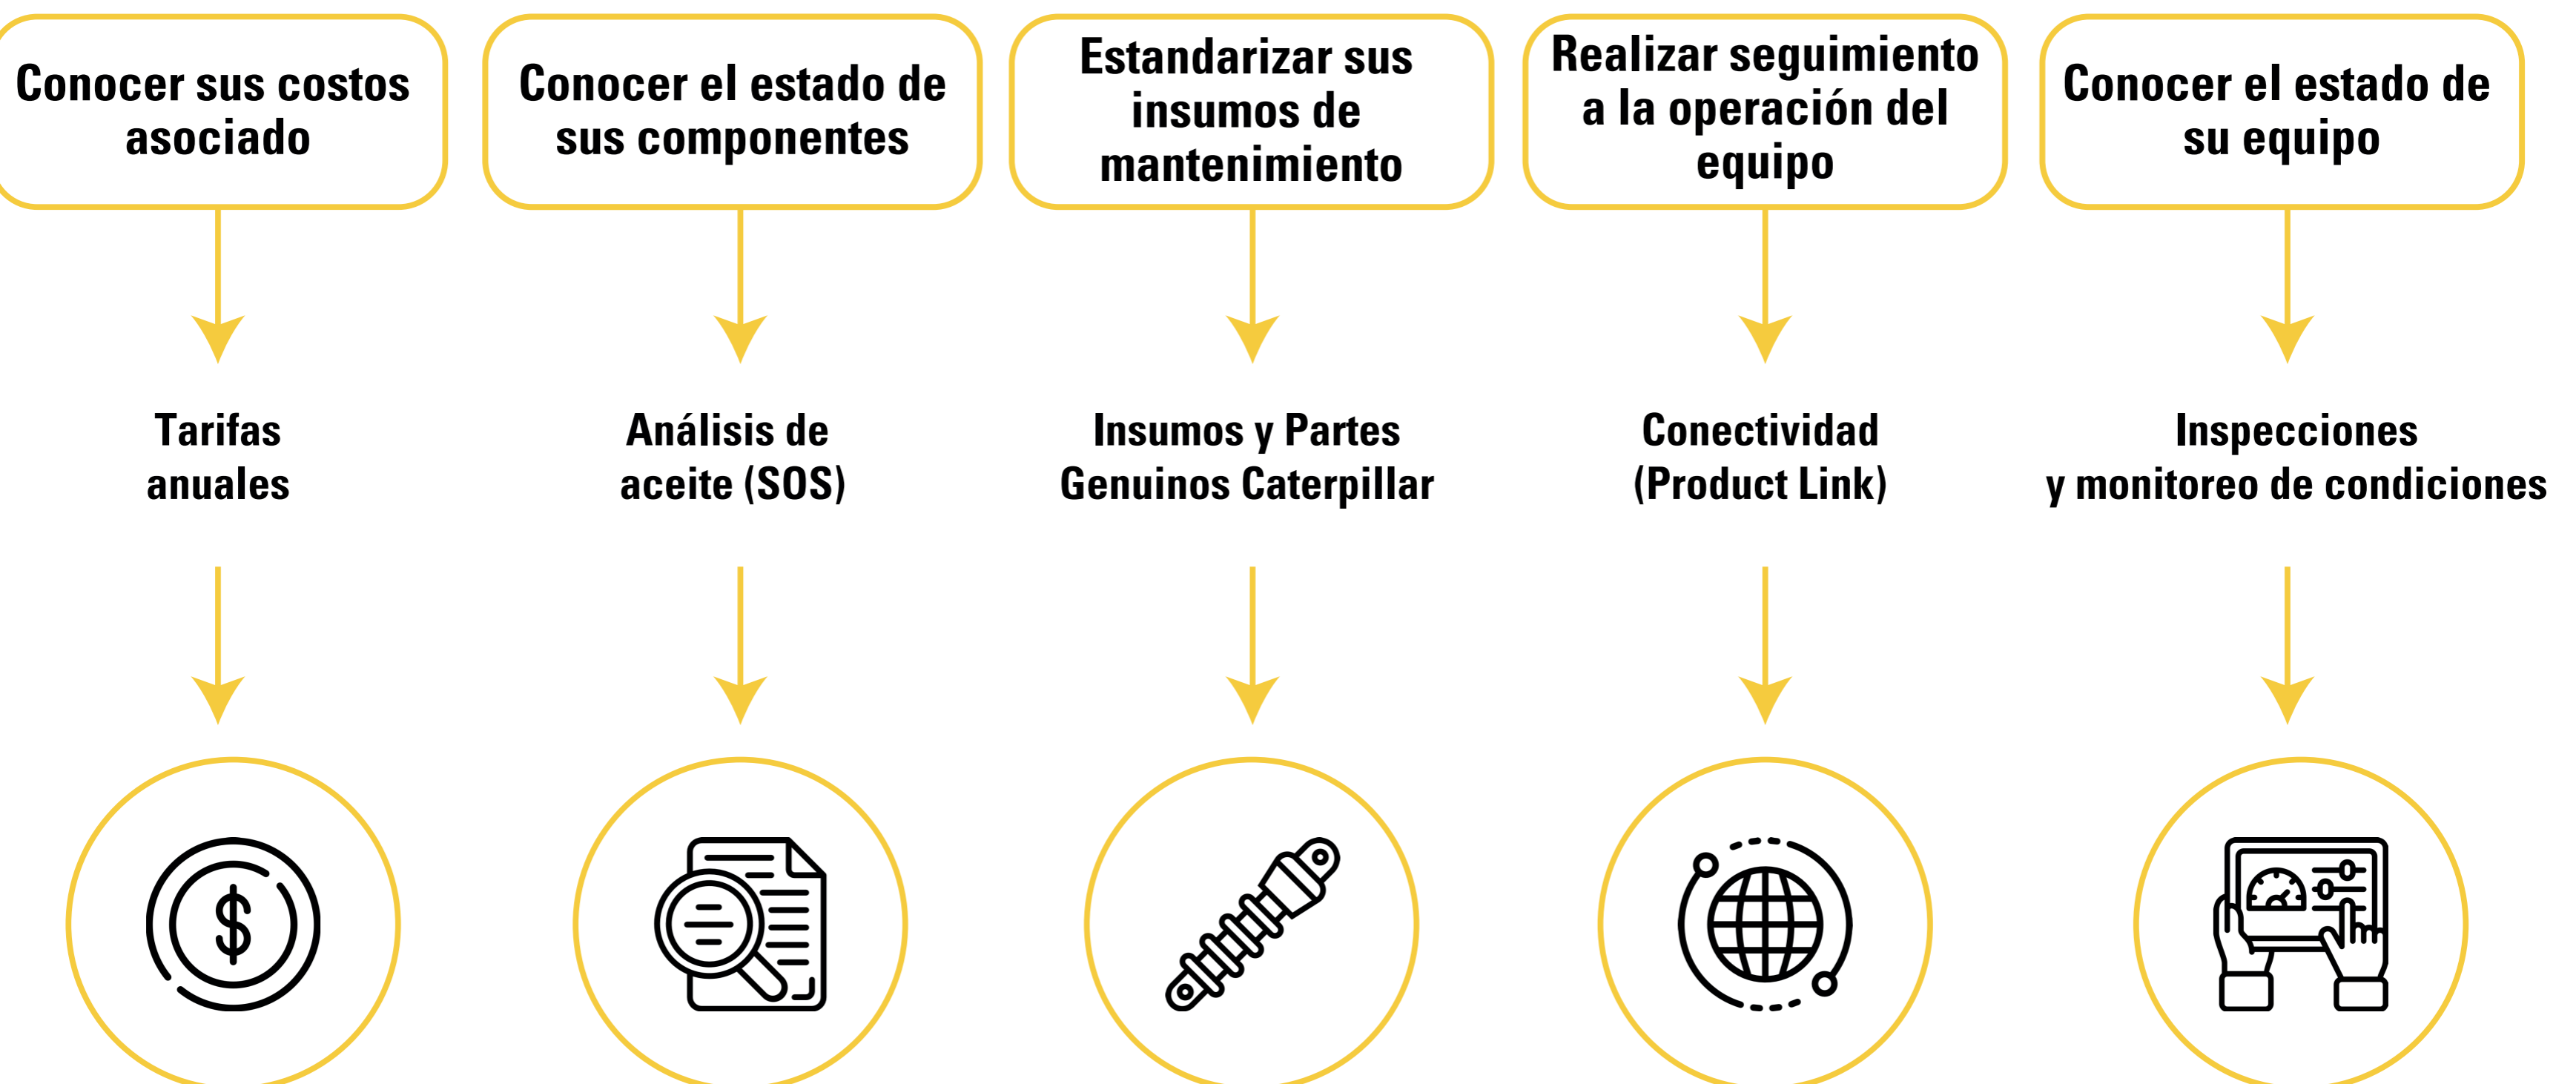 Conocer sus costos
asociado
Conocer el estado de
sus componentes
Estandarizar sus
insumos de
mantenimiento
Realizar seguimiento
a la operación del
equipo
Conocer el estado de
su equipo
Tarifas
anuales
Análisis de
aceite (SOS)
Insumos y Partes
Genuinos Caterpillar
Conectividad
(Product Link)
Inspecciones
y monitoreo de condiciones
$